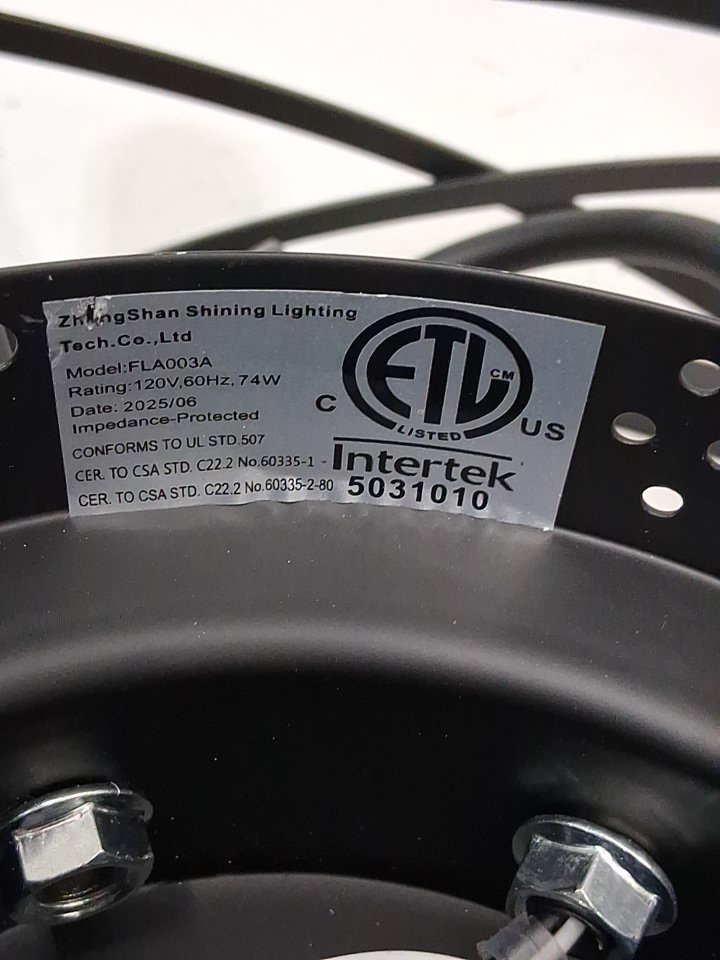 ZhongShan Shining Lighting
Tech.Co.,Ltd
Model:FLA003A
Rating:120V,60Hz,74W
Date: 2025/06
Impedance-Protected
CONFORMS TO UL STD.507
CER. TO CSA STD. C22.2 No.60335-1 -
CER. TO CSA STD. C22.2 No.60335-2-80
ETL CM
LISTED
C US
Intertek
5031010